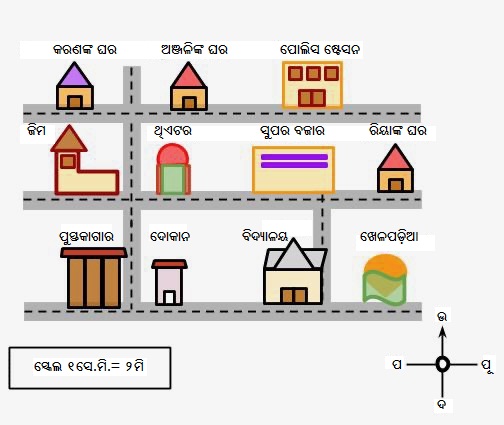 କରଣଙ୍କ ଘର ଅଞ୍ଜଳିଙ୍କ ଘର ପୋଲିସ ଷ୍ଟେସନ
ଜିମ ଥିଏଟର ସୁପର ବଜାର ରିୟାଙ୍କ ଘର
ପୁସ୍ତକାଗାର ଦୋକାନ ବିଦ୍ୟାଳୟ ଖେଳପଡ଼ିଆ
ଉ
ପ ପୂ
ଦ
ସ୍କେଲ ୧ସେ.ମି.= ୨ମି